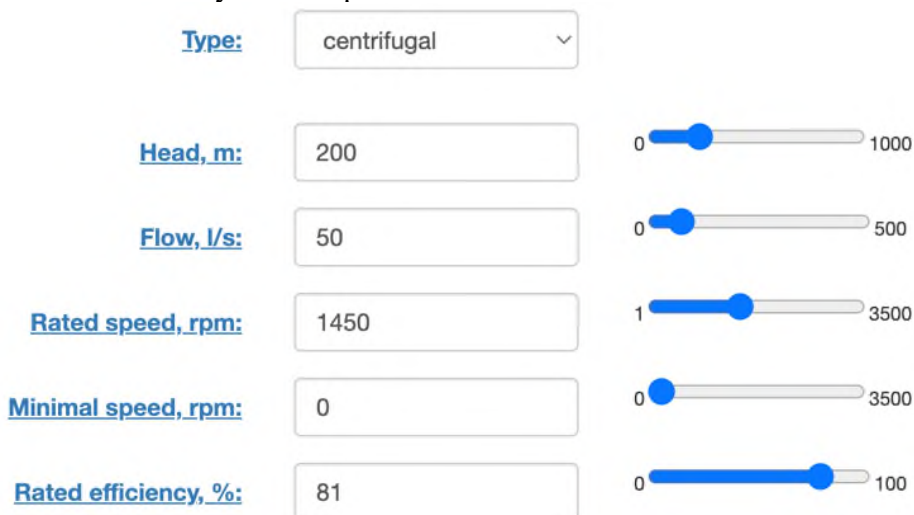 Type: centrifugal
Head, m: 200 0 1000
Flow, l/s: 50 0 500
Rated speed, rpm: 1450 1 3500
Minimal speed, rpm: 0 0 3500
Rated efficiency, %: 81 0 100